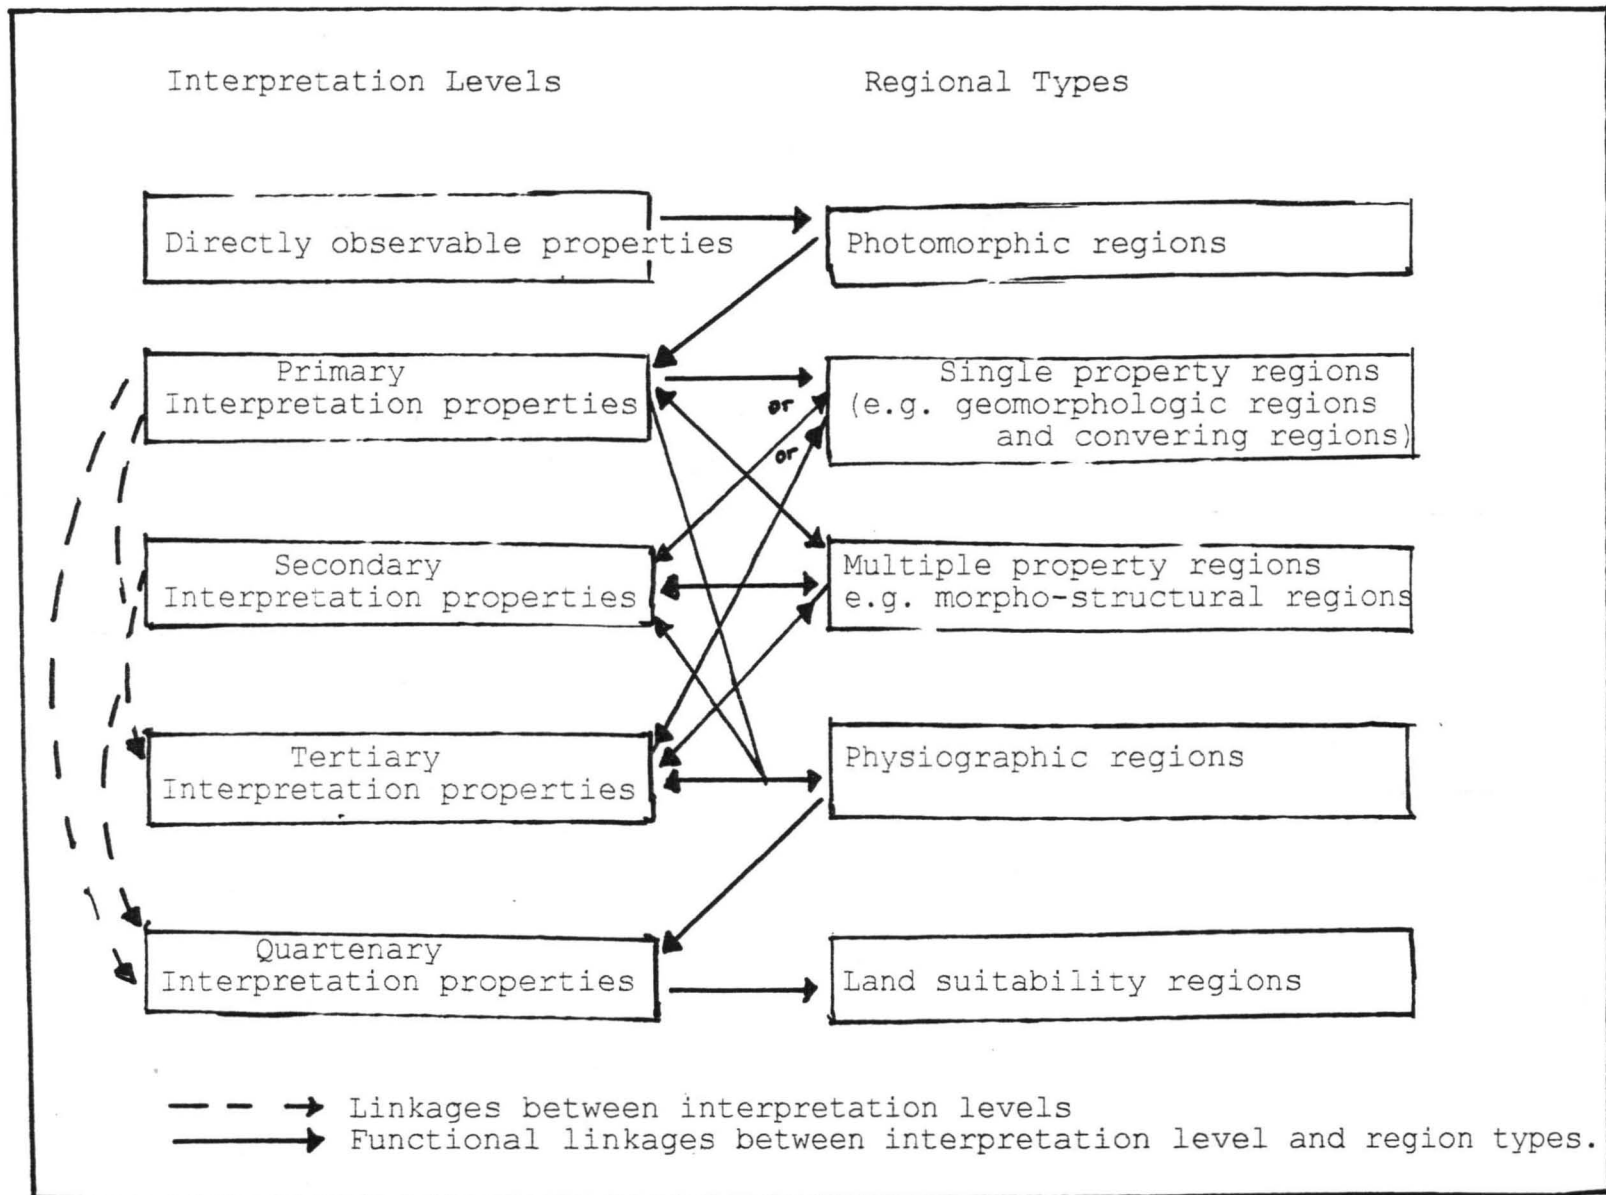 Interpretation Levels
Regional Types
Directly observable properties
Photomorphic regions
Primary
Interpretation properties
Single property regions
(e.g. geomorphologic regions
and convering regions)
or
or
Secondary
Interpretation properties
Multiple property regions
e.g. morpho-structural regions
Tertiary
Interpretation properties
Physiographic regions
Quartenary
Interpretation properties
Land suitability regions
Linkages between interpretation levels
Functional linkages between interpretation level and region types.